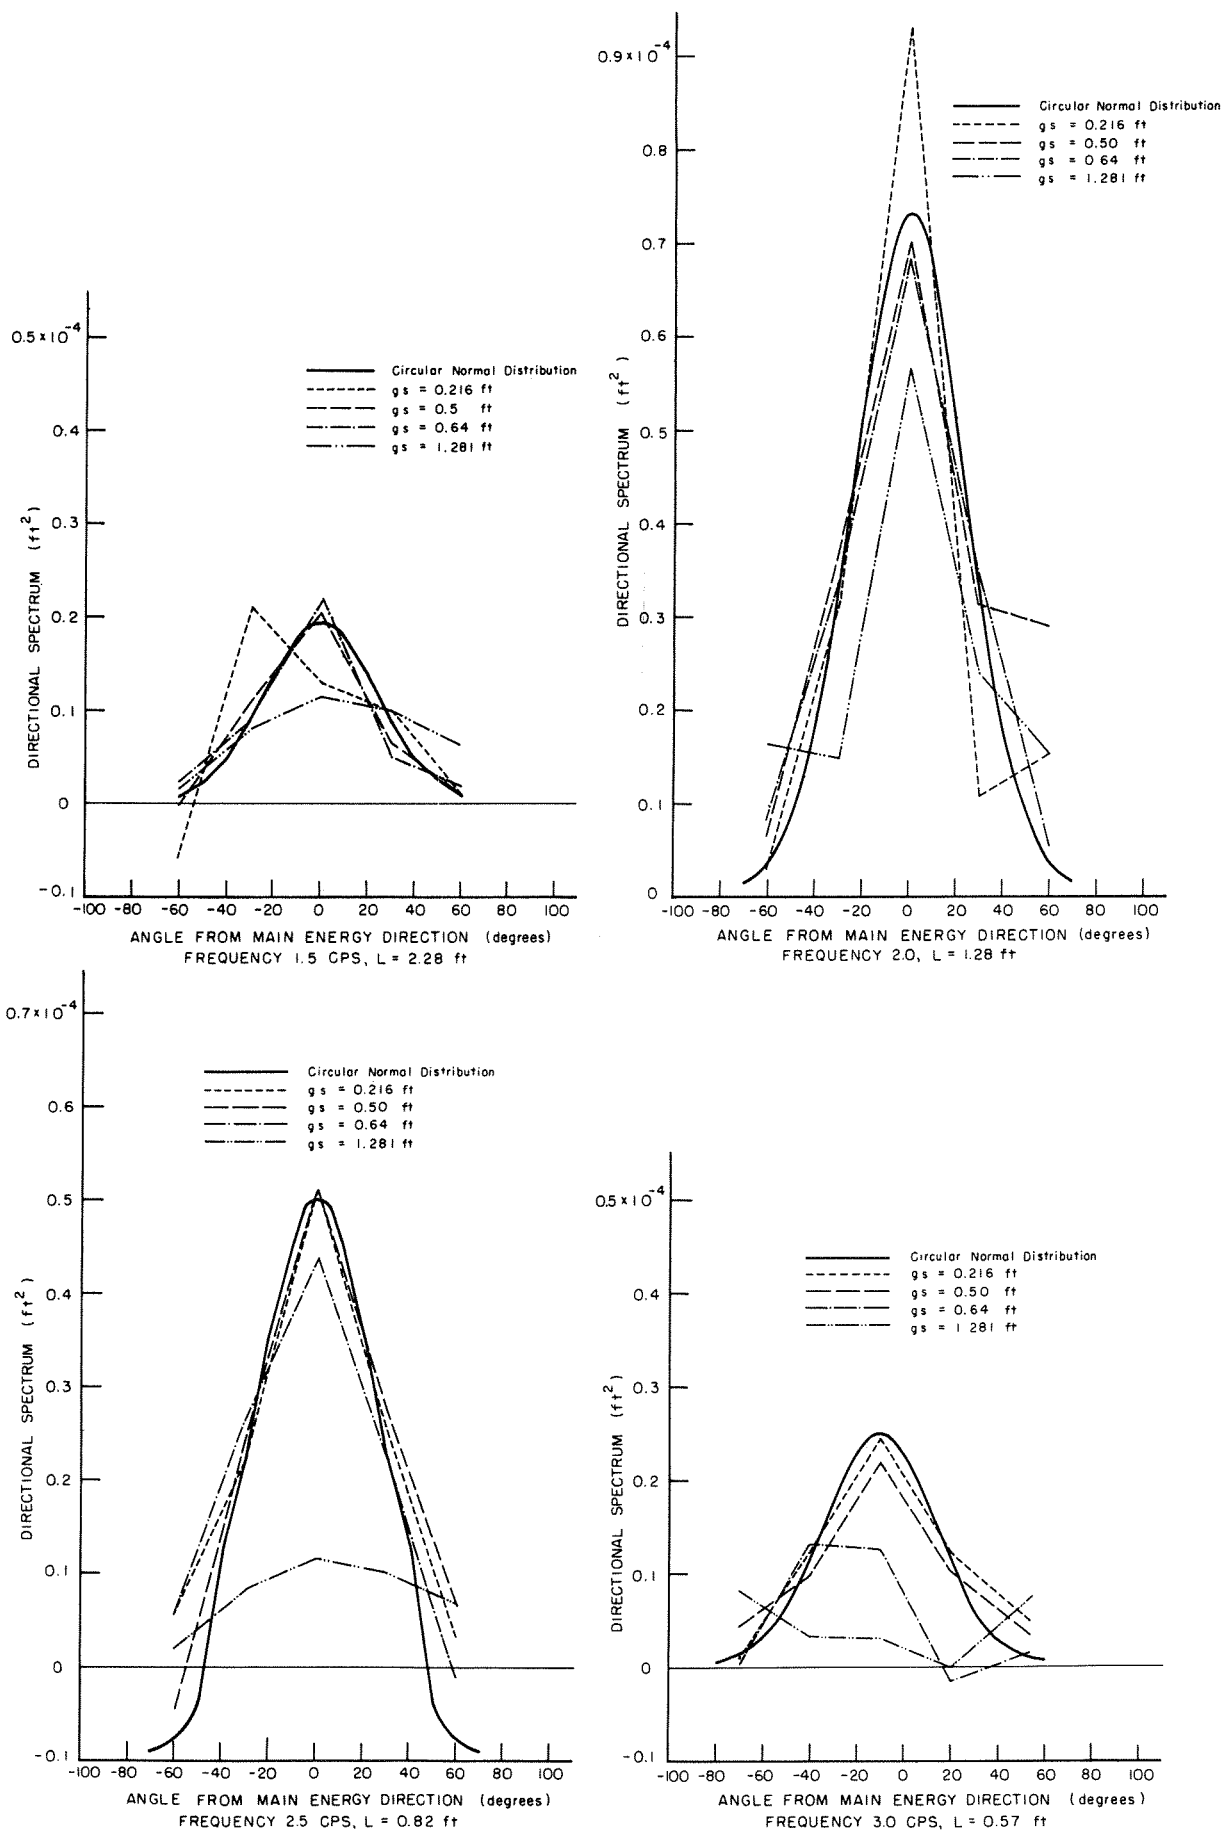 0.5×10⁻⁴
0.4
0.3
0.2
0.1
0
-0.1
DIRECTIONAL SPECTRUM (ft²)
Circular Normal Distribution
gs = 0.216 ft
gs = 0.5 ft
gs = 0.64 ft
gs = 1.281 ft
-100 -80 -60 -40 -20 0 20 40 60 80 100
ANGLE FROM MAIN ENERGY DIRECTION (degrees)
FREQUENCY 1.5 CPS, L = 2.28 ft
0.9×10⁻⁴
0.8
0.7
0.6
0.5
0.4
0.3
0.2
0.1
0
DIRECTIONAL SPECTRUM (ft²)
Circular Normal Distribution
gs = 0.216 ft
gs = 0.50 ft
gs = 0.64 ft
gs = 1.281 ft
-100 -80 -60 -40 -20 0 20 40 60 80 100
ANGLE FROM MAIN ENERGY DIRECTION (degrees)
FREQUENCY 2.0, L = 1.28 ft
0.7×10⁻⁴
0.6
0.5
0.4
0.3
0.2
0.1
0
-0.1
DIRECTIONAL SPECTRUM (ft²)
Circular Normal Distribution
gs = 0.216 ft
gs = 0.50 ft
gs = 0.64 ft
gs = 1.281 ft
-100 -80 -60 -40 -20 0 20 40 60 80 100
ANGLE FROM MAIN ENERGY DIRECTION (degrees)
FREQUENCY 2.5 CPS, L = 0.82 ft
0.5×10⁻⁴
0.4
0.3
0.2
0.1
0
-0.1
DIRECTIONAL SPECTRUM (ft²)
Circular Normal Distribution
gs = 0.216 ft
gs = 0.50 ft
gs = 0.64 ft
gs = 1.281 ft
-100 -80 -60 -40 -20 0 20 40 60 80 100
ANGLE FROM MAIN ENERGY DIRECTION (degrees)
FREQUENCY 3.0 CPS, L = 0.57 ft